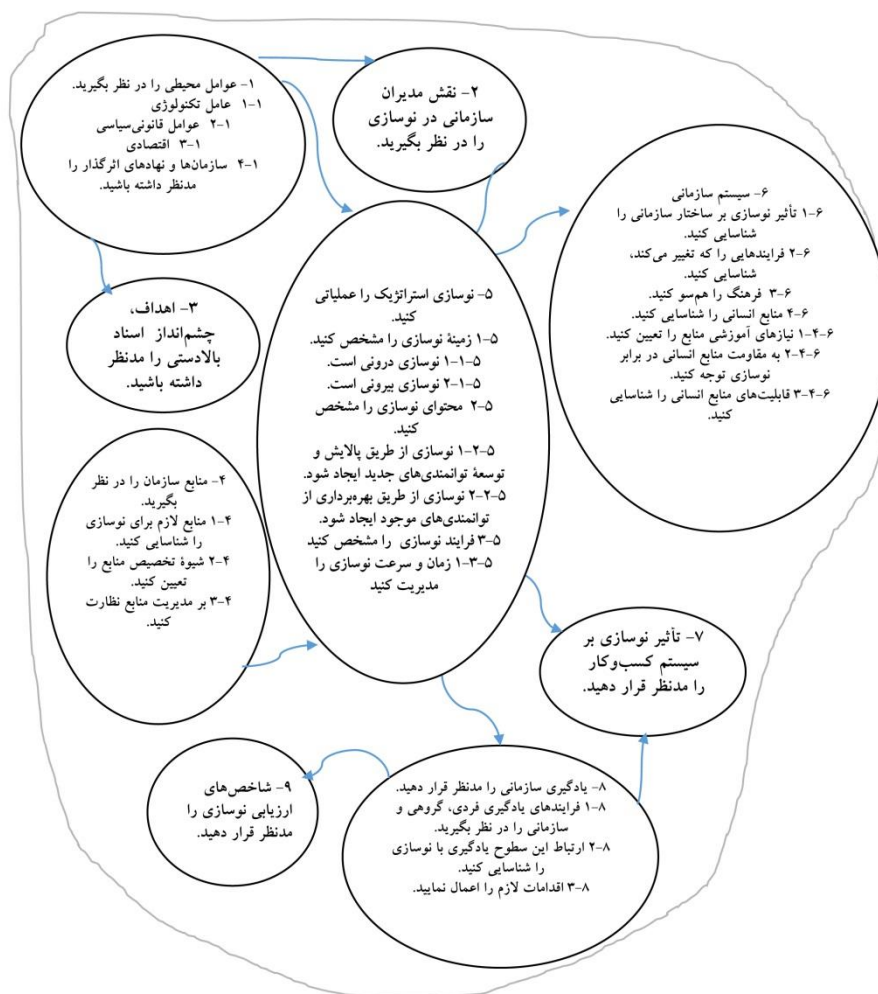 ۱- عوامل محیطی را در نظر بگیرید.
۱-۱ عامل تکنولوژی
۲-۱ عوامل قانونی‌سیاسی
۳-۱ اقتصادی
۴-۱ سازمان‌ها و نهادهای اثرگذار را
مدنظر داشته باشید.
۲- نقش مدیران
سازمانی در نوسازی
را در نظر بگیرید.
۳- اهداف،
چشم‌انداز اسناد
بالادستی را مدنظر
داشته باشید.
۴- منابع سازمان را در نظر
بگیرید.
۱-۴ منابع لازم برای نوسازی
را شناسایی کنید.
۲-۴ شیوۀ تخصیص منابع را
تعیین کنید.
۳-۴ بر مدیریت منابع نظارت
کنید.
۵- نوسازی استراتژیک را عملیاتی
کنید.
۱-۵ زمینۀ نوسازی را مشخص کنید.
۱-۱-۵ نوسازی درونی است.
۲-۱-۵ نوسازی بیرونی است.
۲-۵ محتوای نوسازی را مشخص
کنید.
۱-۲-۵ نوسازی از طریق پالایش و
توسعۀ توانمندی‌های جدید ایجاد شود.
۲-۲-۵ نوسازی از طریق بهره‌برداری از
توانمندی‌های موجود ایجاد شود.
۳-۵ فرایند نوسازی را مشخص کنید
۱-۳-۵ زمان و سرعت نوسازی را
مدیریت کنید
۶- سیستم سازمانی
۱-۶ تأثیر نوسازی بر ساختار سازمانی را
شناسایی کنید.
۲-۶ فرایندهایی را که تغییر می‌کند،
شناسایی کنید.
۳-۶ فرهنگ را هم‌سو کنید.
۴-۶ منابع انسانی را شناسایی کنید.
۱-۴-۶ نیازهای آموزشی منابع را تعیین کنید.
۲-۴-۶ به مقاومت منابع انسانی در برابر
نوسازی توجه کنید.
۳-۴-۶ قابلیت‌های منابع انسانی را شناسایی
کنید.
۷- تأثیر نوسازی بر
سیستم کسب‌وکار
را مدنظر قرار دهید.
۸- یادگیری سازمانی را مدنظر قرار دهید.
۱-۸ فرایندهای یادگیری فردی، گروهی و
سازمانی را در نظر بگیرید.
۲-۸ ارتباط این سطوح یادگیری با نوسازی
را شناسایی کنید.
۳-۸ اقدامات لازم را اعمال نمایید.
۹- شاخص‌های
ارزیابی نوسازی را
مدنظر قرار دهید.